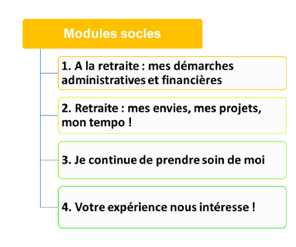 Modules socles
1. A la retraite : mes démarches
administratives et financières
2. Retraite : mes envies, mes projets,
mon tempo !
3. Je continue de prendre soin de moi
4. Votre expérience nous intéresse !